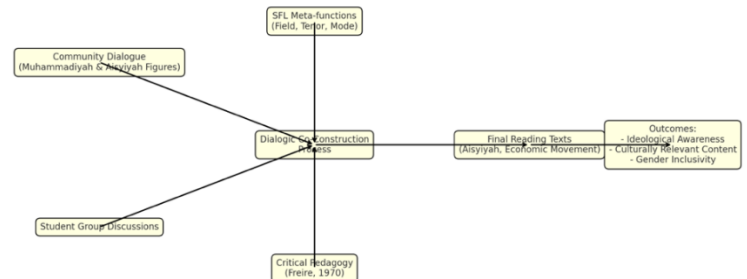 SFL Meta-functions
(Field, Tenor, Mode)
Community Dialogue
(Muhammadiyah & Aisyiyah Figures)
Dialogic Co-Construction
Process
Final Reading Texts
(Aisyiyah, Economic Movement)
Outcomes:
- Ideological Awareness
- Culturally Relevant Content
- Gender Inclusivity
Student Group Discussions
Critical Pedagogy
(Freire, 1970)